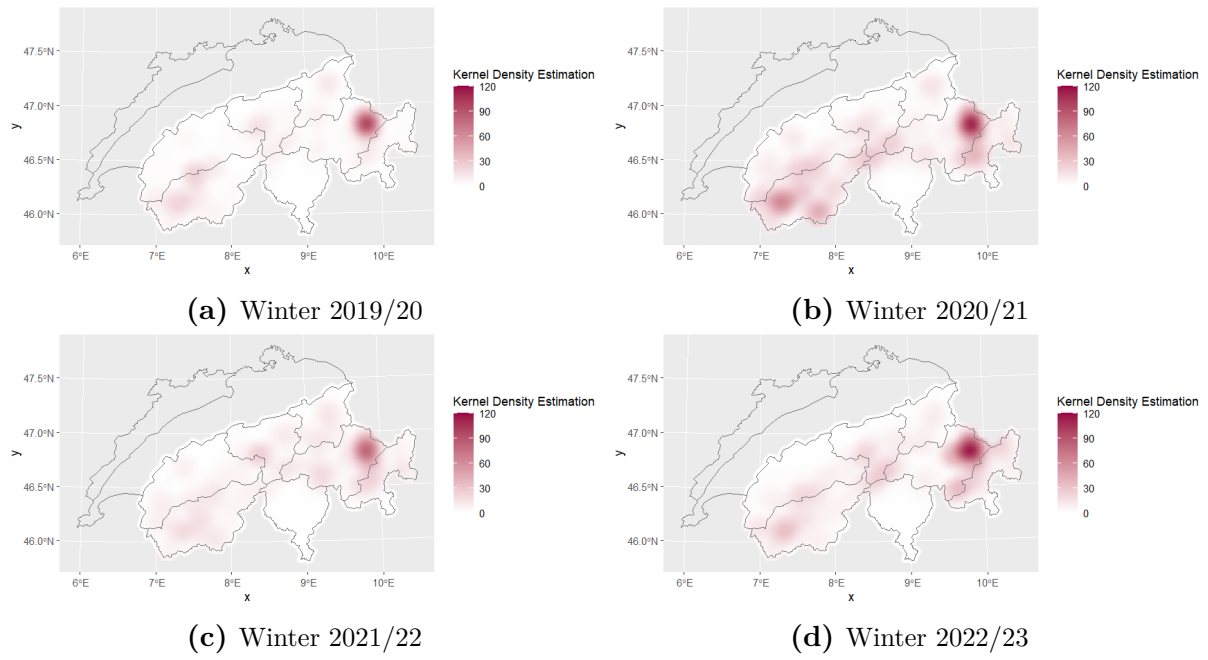 47.5°N
47.0°N
46.5°N
46.0°N
y
6°E 7°E 8°E 9°E 10°E
x
Kernel Density Estimation
120
90
60
30
0
(a) Winter 2019/20
47.5°N
47.0°N
46.5°N
46.0°N
y
6°E 7°E 8°E 9°E 10°E
x
Kernel Density Estimation
120
90
60
30
0
(b) Winter 2020/21
47.5°N
47.0°N
46.5°N
46.0°N
y
6°E 7°E 8°E 9°E 10°E
x
Kernel Density Estimation
120
90
60
30
0
(c) Winter 2021/22
47.5°N
47.0°N
46.5°N
46.0°N
y
6°E 7°E 8°E 9°E 10°E
x
Kernel Density Estimation
120
90
60
30
0
(d) Winter 2022/23